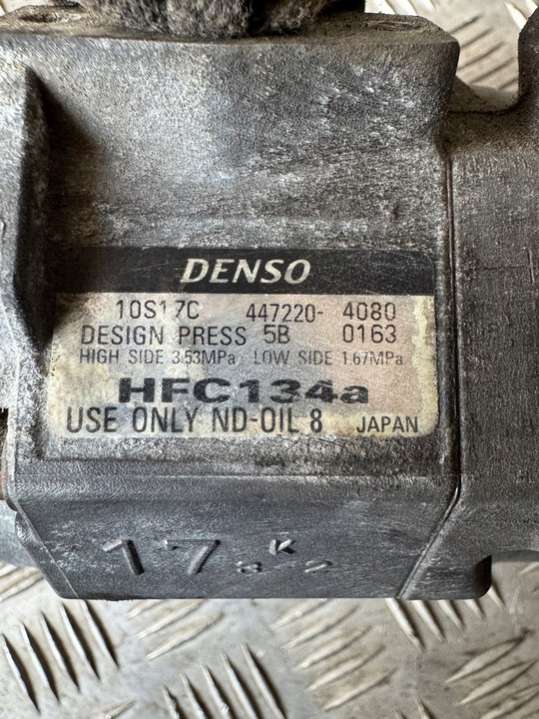 DENSO
10S17C 447220-4080
DESIGN PRESS 5B 0163
HIGH SIDE 3.53MPa LOW SIDE 1.67MPa
HFC134a
USE ONLY ND-OIL 8 JAPAN
17 K